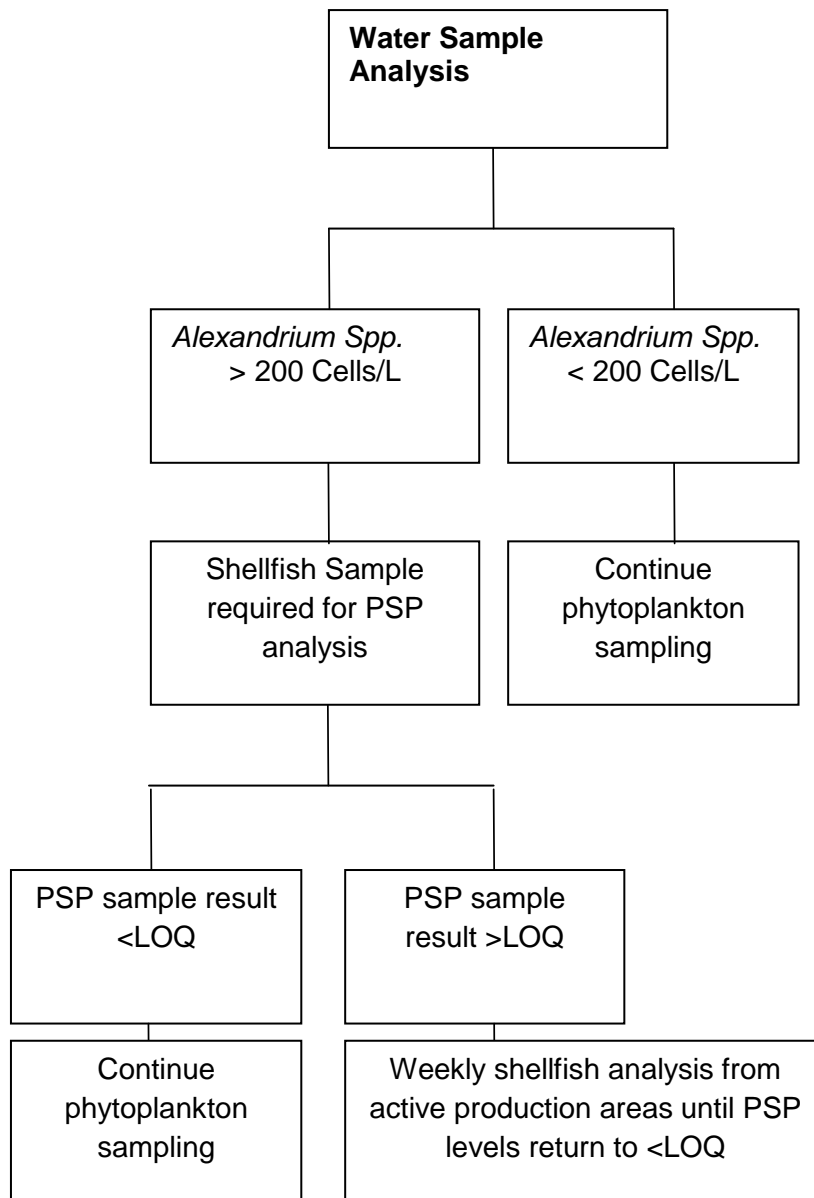 Water Sample
Analysis
Alexandrium Spp.
> 200 Cells/L
Alexandrium Spp.
< 200 Cells/L
Shellfish Sample
required for PSP
analysis
Continue
phytoplankton
sampling
PSP sample result
<LOQ
PSP sample
result >LOQ
Continue
phytoplankton
sampling
Weekly shellfish analysis from
active production areas until PSP
levels return to <LOQ